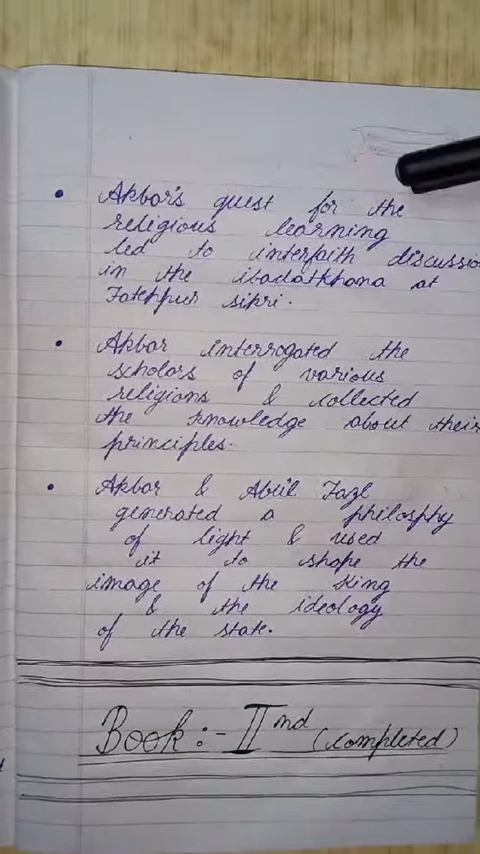 • Akbar's quest for the
religious learning
led to interfaith discussio
in the ibadatkhana at
Fatehpur sikri.
• Akbar interrogated the
scholars of various
religions & collected
the knowledge about their
principles.
• Akbar & Abul Fazl
generated a philosphy
of light & used
it to shape the
image of the king
& the ideology
of the state.
Book:- IInd (completed)